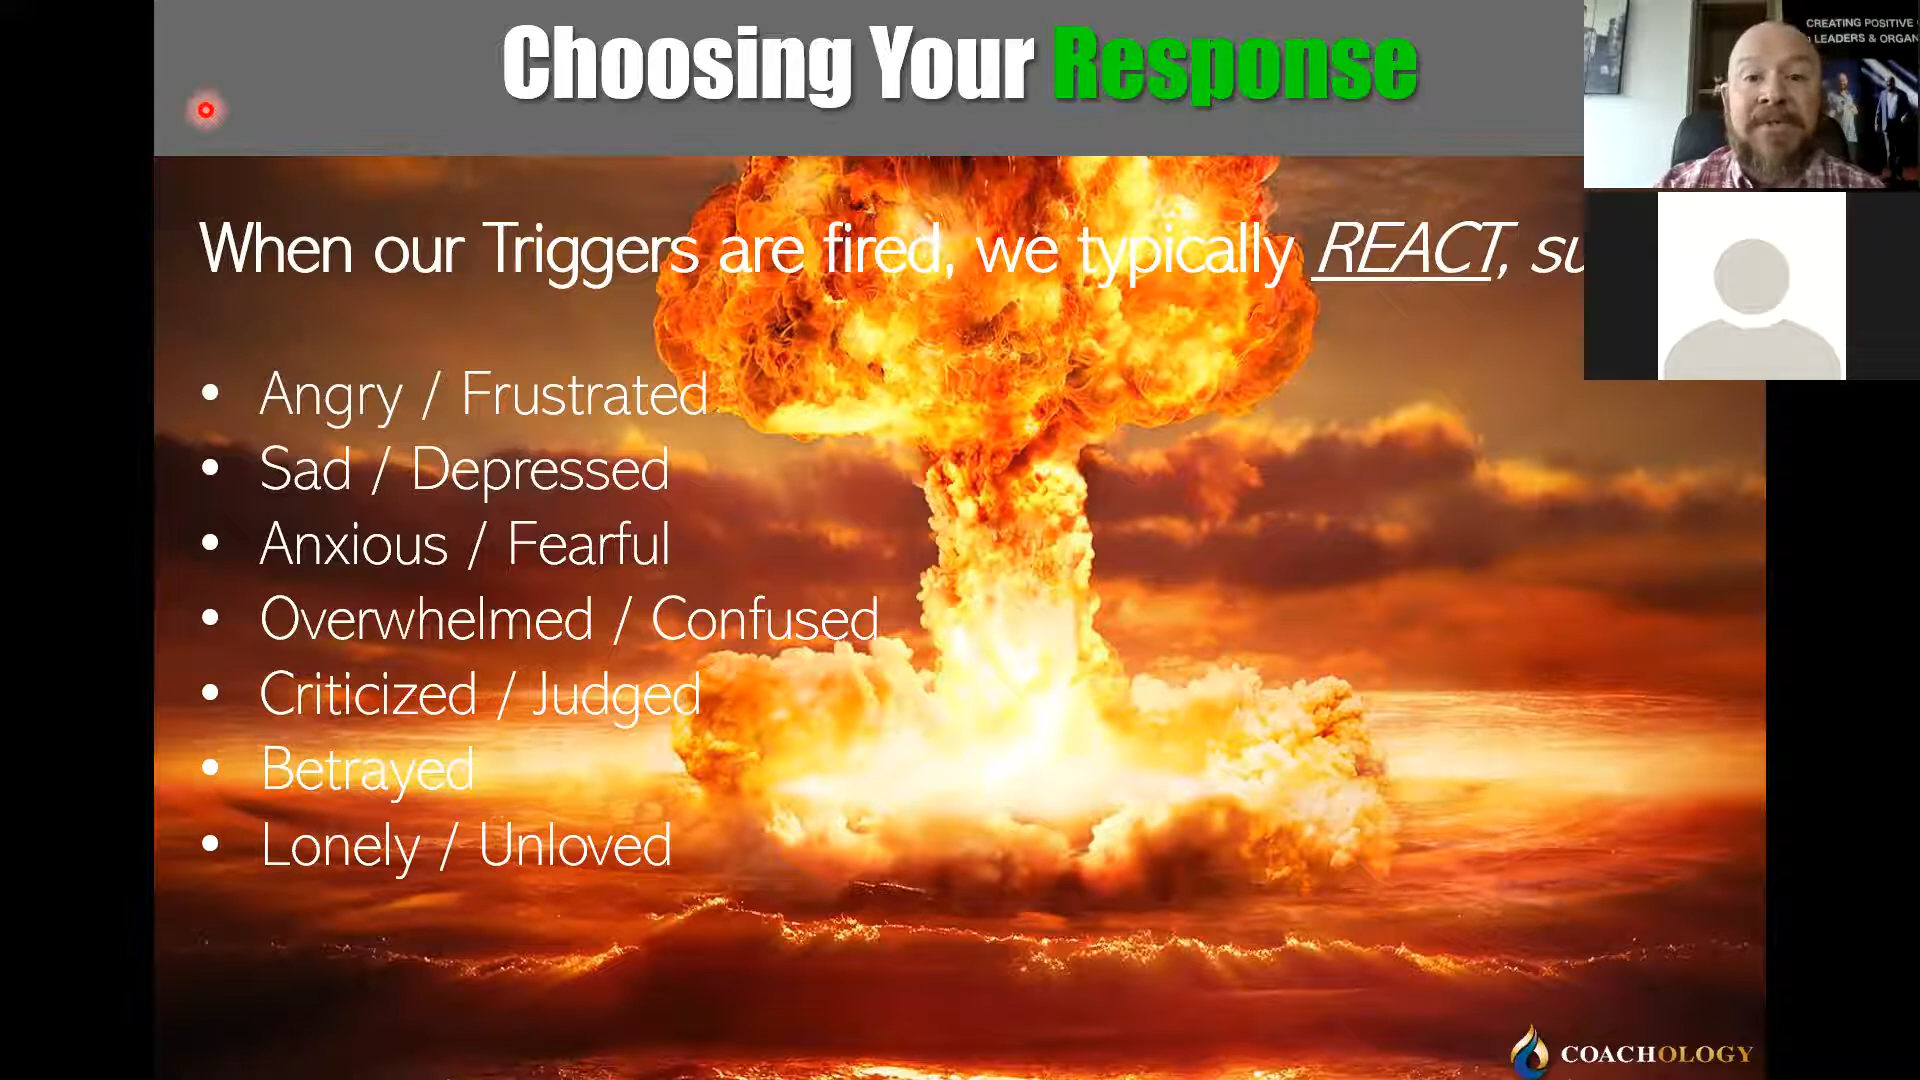 Choosing Your Response
CREATING POSITIVE
LEADERS & ORGAN
When our Triggers are fired, we typically REACT, su
• Angry / Frustrated
• Sad / Depressed
• Anxious / Fearful
• Overwhelmed / Confused
• Criticized / Judged
• Betrayed
• Lonely / Unloved
COACHOLOGY